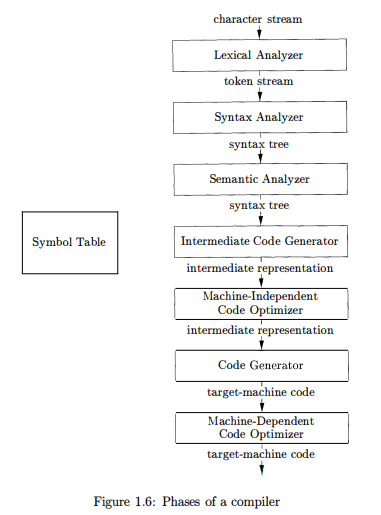 character stream
Lexical Analyzer
token stream
Syntax Analyzer
syntax tree
Semantic Analyzer
syntax tree
Symbol Table
Intermediate Code Generator
intermediate representation
Machine-Independent
Code Optimizer
intermediate representation
Code Generator
target-machine code
Machine-Dependent
Code Optimizer
target-machine code
Figure 1.6: Phases of a compiler